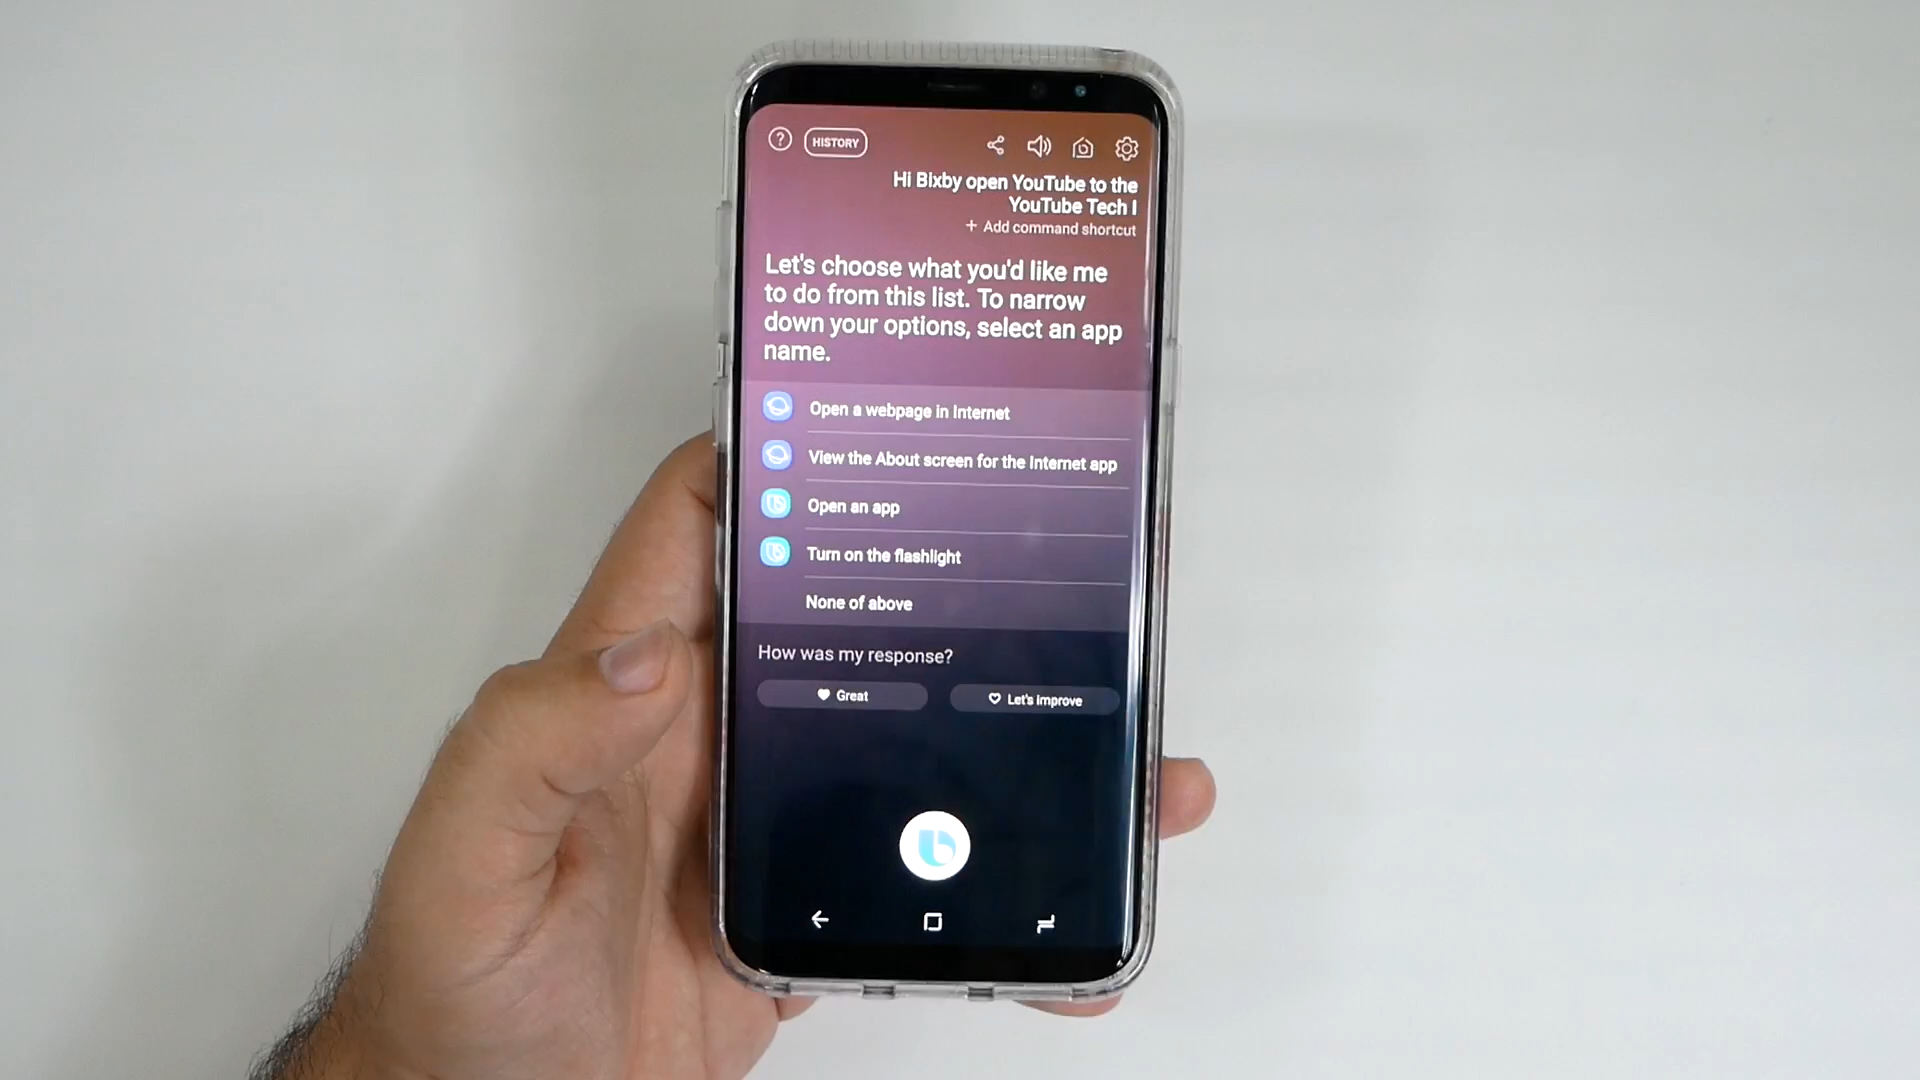 ?
HISTORY
Hi Bixby open YouTube to the
YouTube Tech I
+ Add command shortcut
Let's choose what you'd like me
to do from this list. To narrow
down your options, select an app
name.
Open a webpage in Internet
View the About screen for the Internet app
Open an app
Turn on the flashlight
None of above
How was my response?
Great
Let's improve